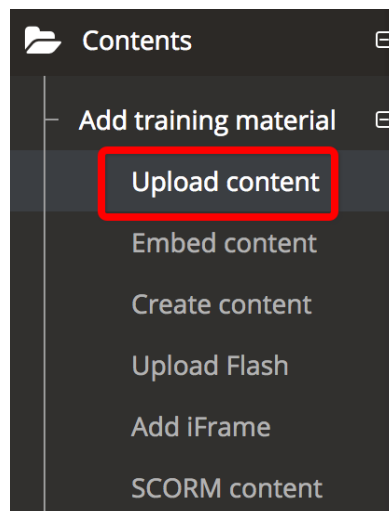 Contents
Add training material
Upload content
Embed content
Create content
Upload Flash
Add iFrame
SCORM content